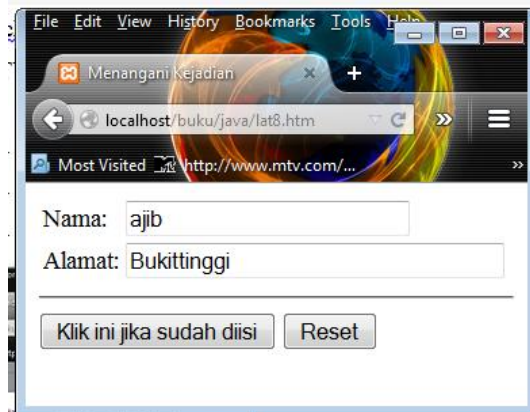 File Edit View History Bookmarks Tools Help
Menangani Kejadian
localhost/buku/java/lat8.htm
Most Visited http://www.mtv.com/...
Nama: ajib
Alamat: Bukittinggi
Klik ini jika sudah diisi Reset